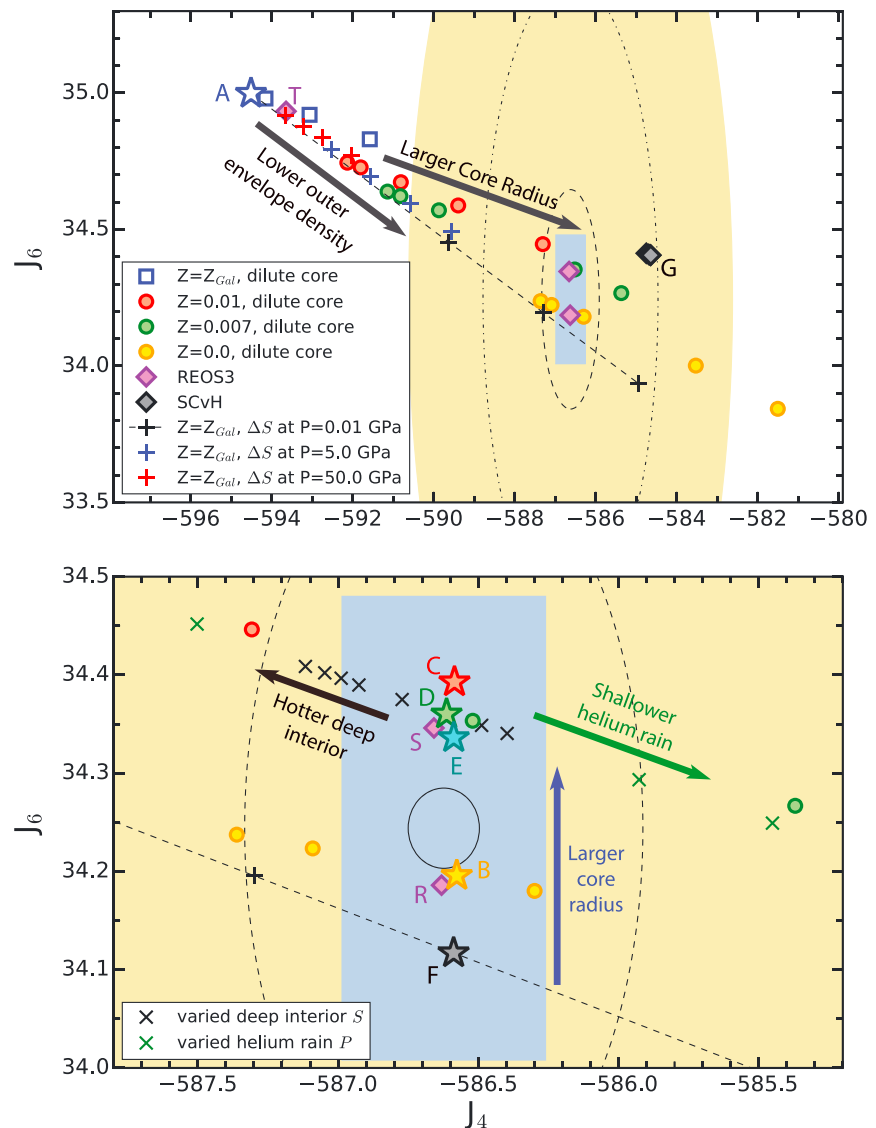 35.0
34.5
34.0
33.5
J6
A
T
G
Larger Core Radius
Lower outer
envelope density
Z=Z_Gal, dilute core
Z=0.01, dilute core
Z=0.007, dilute core
Z=0.0, dilute core
REOS3
SCvH
Z=Z_Gal, ΔS at P=0.01 GPa
Z=Z_Gal, ΔS at P=5.0 GPa
Z=Z_Gal, ΔS at P=50.0 GPa
−596 −594 −592 −590 −588 −586 −584 −582 −580
34.5
34.4
34.3
34.2
34.1
34.0
J6
C
D
S
E
R
B
F
Hotter deep
interior
Shallower
helium rain
Larger
core
radius
varied deep interior S
varied helium rain P
−587.5 −587.0 −586.5 −586.0 −585.5
J4